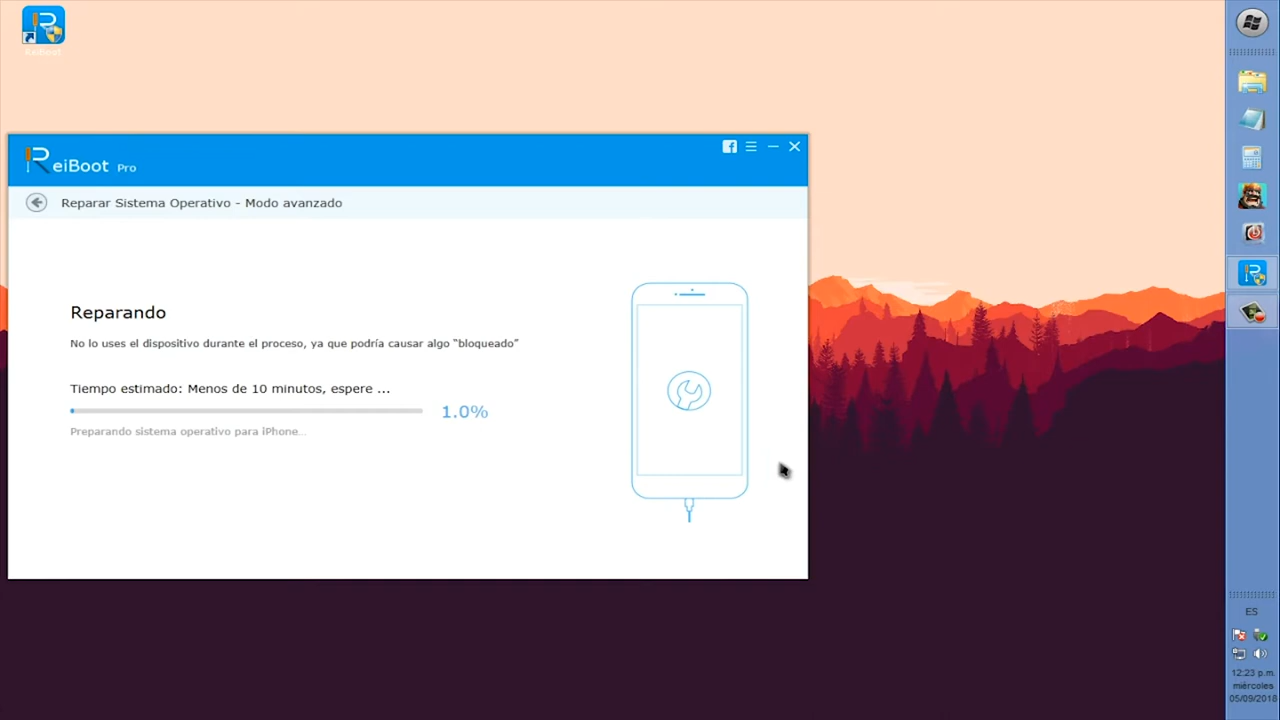 ReiBoot
ReiBoot Pro
Reparar Sistema Operativo - Modo avanzado
Reparando
No lo uses el dispositivo durante el proceso, ya que podría causar algo “bloqueado”
Tiempo estimado: Menos de 10 minutos, espere ...
1.0%
Preparando sistema operativo para iPhone...
ES
12:23 p.m.
miércoles
05/09/2018